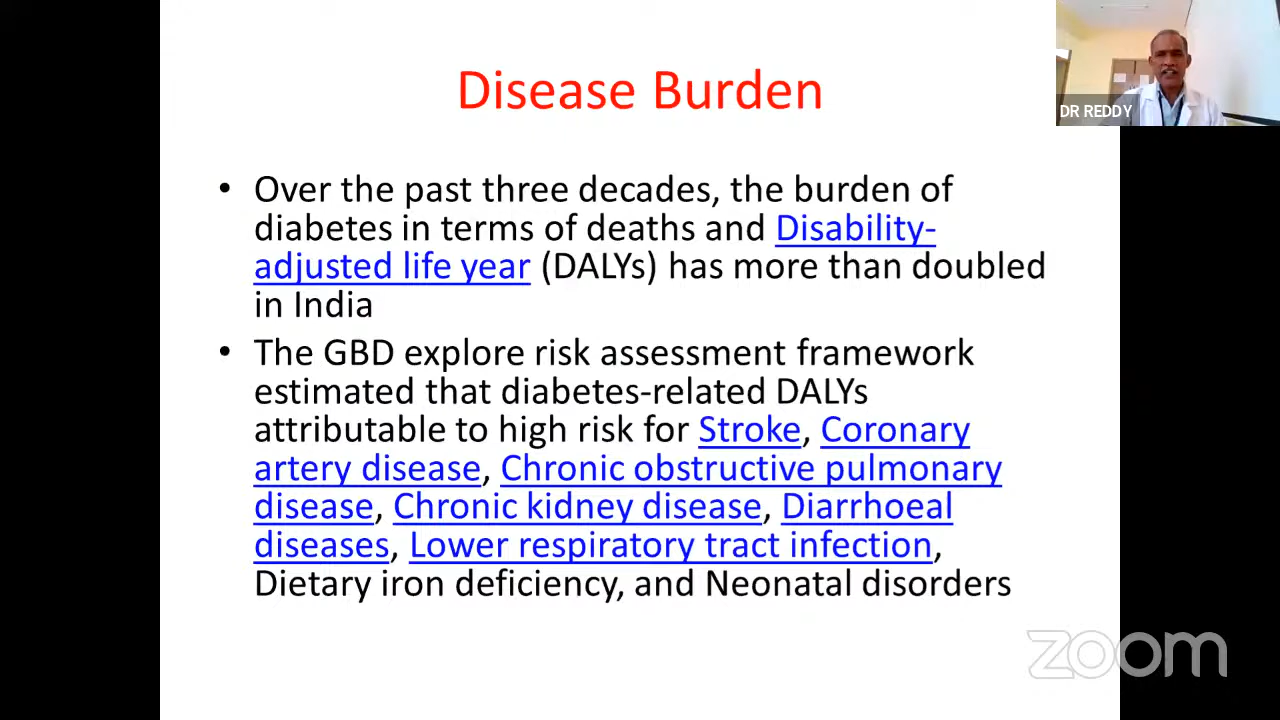 Disease Burden
DR REDDY
• Over the past three decades, the burden of
diabetes in terms of deaths and Disability-
adjusted life year (DALYs) has more than doubled
in India
• The GBD explore risk assessment framework
estimated that diabetes-related DALYs
attributable to high risk for Stroke, Coronary
artery disease, Chronic obstructive pulmonary
disease, Chronic kidney disease, Diarrhoeal
diseases, Lower respiratory tract infection,
Dietary iron deficiency, and Neonatal disorders
zoom